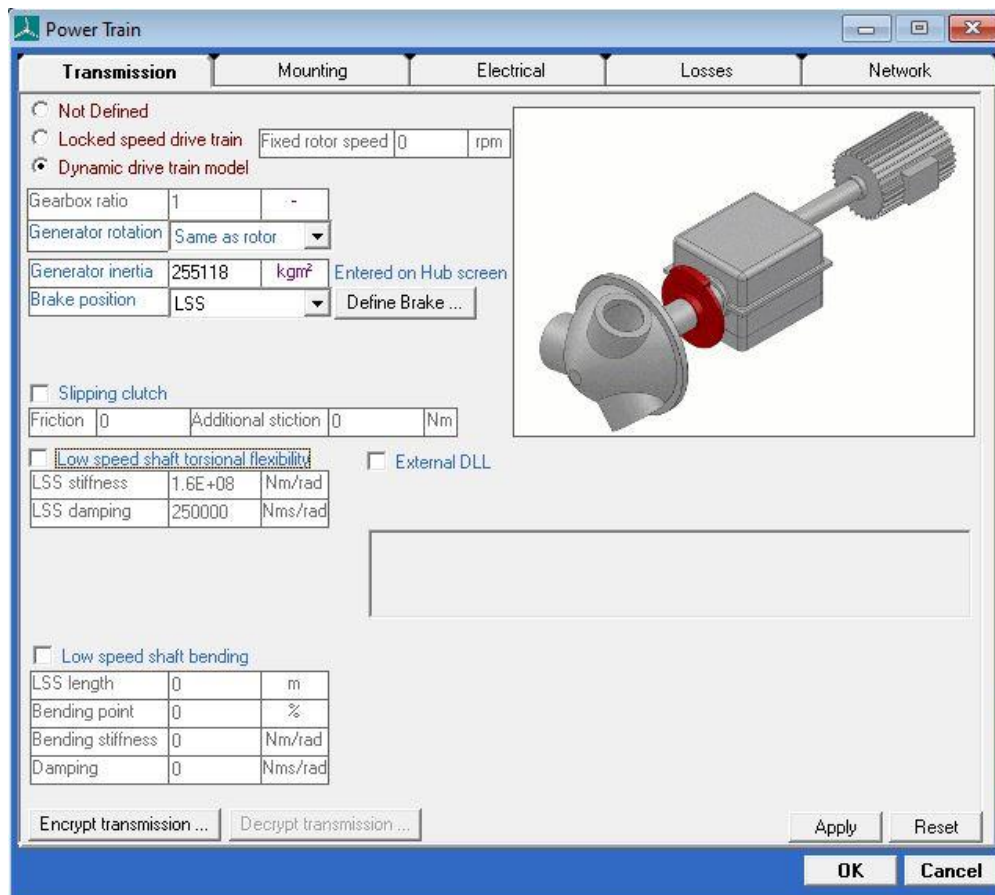 Power Train
Transmission Mounting Electrical Losses Network
Not Defined
Locked speed drive train Fixed rotor speed 0 rpm
Dynamic drive train model
Gearbox ratio 1 -
Generator rotation Same as rotor
Generator inertia 255118 kgm² Entered on Hub screen
Brake position LSS Define Brake ...
Slipping clutch
Friction 0 Additional stiction 0 Nm
Low speed shaft torsional flexibility External DLL
LSS stiffness 1.6E+08 Nm/rad
LSS damping 250000 Nms/rad
Low speed shaft bending
LSS length 0 m
Bending point 0 %
Bending stiffness 0 Nm/rad
Damping 0 Nms/rad
Encrypt transmission ... Decrypt transmission ... Apply Reset
OK Cancel